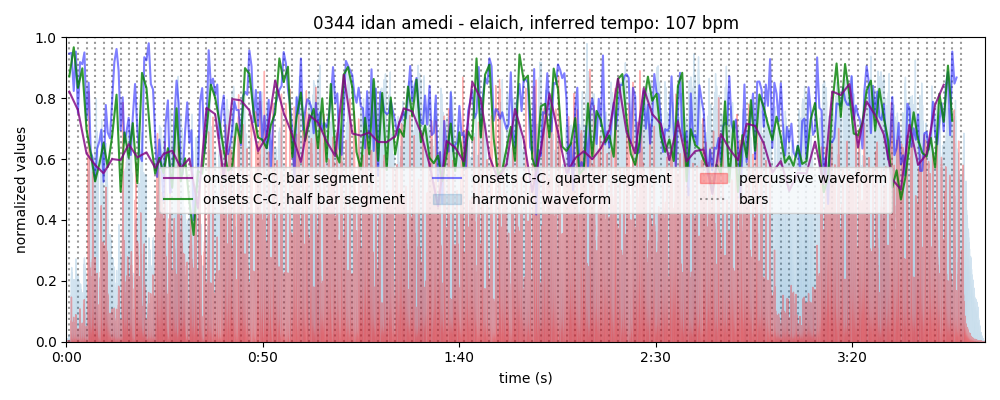 0344 idan amedi - elaich, inferred tempo: 107 bpm
1.0
0.8
0.6
0.4
0.2
0.0
normalized values
onsets C-C, bar segment
onsets C-C, half bar segment
onsets C-C, quarter segment
harmonic waveform
percussive waveform
bars
0:00 0:50 1:40 2:30 3:20
time (s)